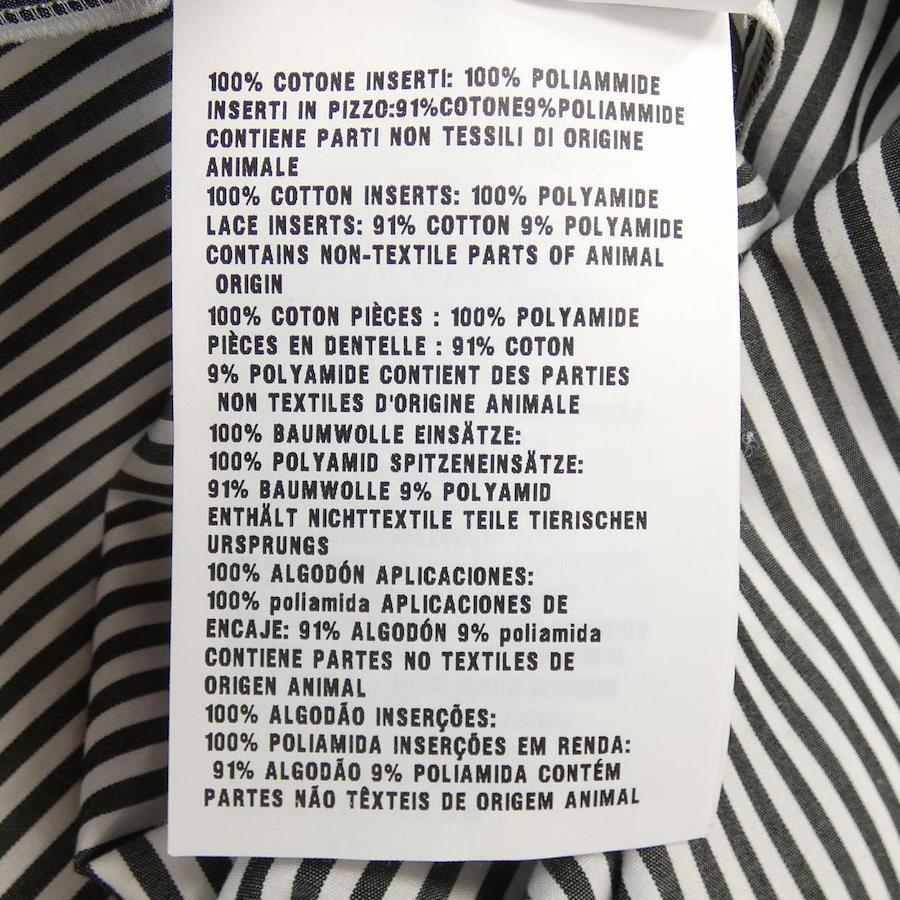 100% COTONE INSERTI: 100% POLIAMMIDE
INSERTI IN PIZZO:91%COTONE9%POLIAMMIDE
CONTIENE PARTI NON TESSILI DI ORIGINE
ANIMALE
100% COTTON INSERTS: 100% POLYAMIDE
LACE INSERTS: 91% COTTON 9% POLYAMIDE
CONTAINS NON-TEXTILE PARTS OF ANIMAL
ORIGIN
100% COTON PIÈCES : 100% POLYAMIDE
PIÈCES EN DENTELLE : 91% COTON
9% POLYAMIDE CONTIENT DES PARTIES
NON TEXTILES D'ORIGINE ANIMALE
100% BAUMWOLLE EINSÄTZE:
100% POLYAMID SPITZENEINSÄTZE:
91% BAUMWOLLE 9% POLYAMID
ENTHÄLT NICHTTEXTILE TEILE TIERISCHEN
URSPRUNGS
100% ALGODÓN APLICACIONES:
100% poliamida APLICACIONES DE
ENCAJE: 91% ALGODÓN 9% poliamida
CONTIENE PARTES NO TEXTILES DE
ORIGEN ANIMAL
100% ALGODÃO INSERÇÕES:
100% POLIAMIDA INSERÇÕES EM RENDA:
91% ALGODÃO 9% POLIAMIDA CONTÉM
PARTES NÃO TÊXTEIS DE ORIGEM ANIMAL